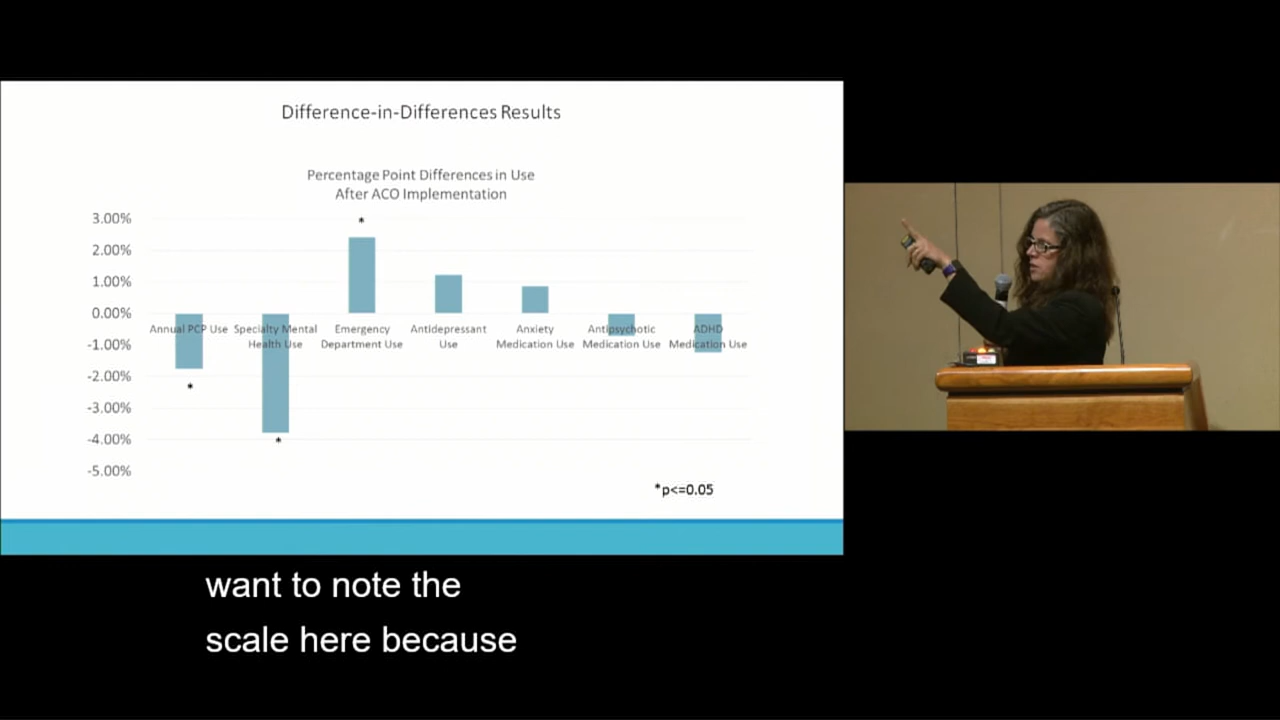 Difference-in-Differences Results
Percentage Point Differences in Use
After ACO Implementation
3.00%
2.00%
1.00%
0.00%
-1.00%
-2.00%
-3.00%
-4.00%
-5.00%
*
*
*
Annual PCP Use
Specialty Mental
Health Use
Emergency
Department Use
Antidepressant
Use
Anxiety
Medication Use
Antipsychotic
Medication Use
ADHD
Medication Use
*p<=0.05
want to note the
scale here because